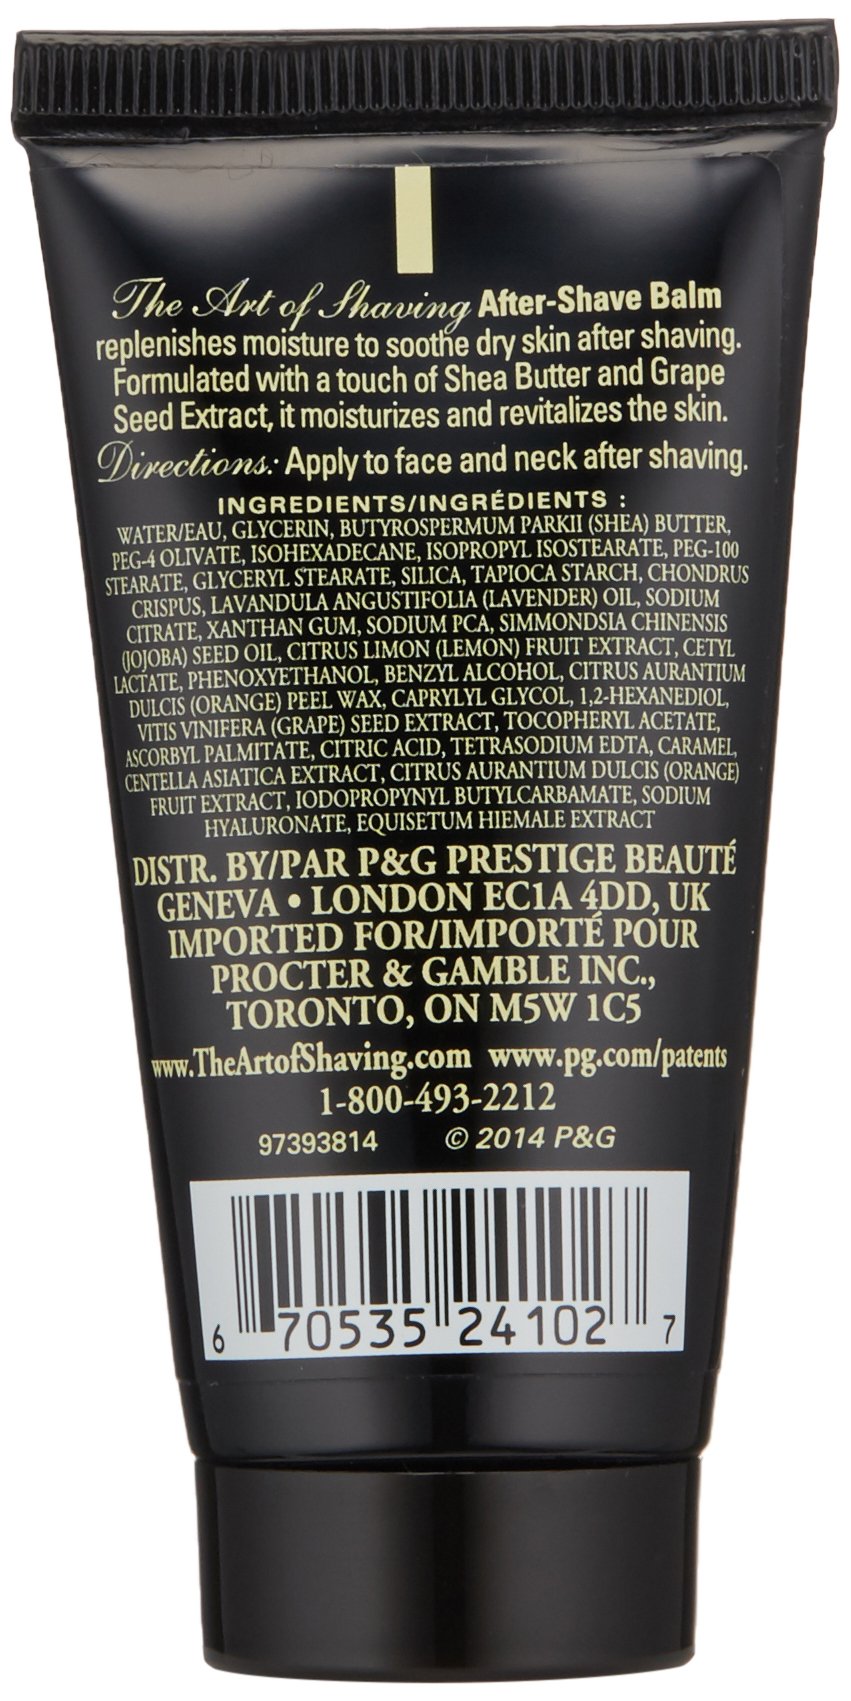 The Art of Shaving After-Shave Balm
replenishes moisture to soothe dry skin after shaving.
Formulated with a touch of Shea Butter and Grape
Seed Extract, it moisturizes and revitalizes the skin.
Directions: Apply to face and neck after shaving.
INGREDIENTS/INGRÉDIENTS :
WATER/EAU, GLYCERIN, BUTYROSPERMUM PARKII (SHEA) BUTTER,
PEG-4 OLIVATE, ISOHEXADECANE, ISOPROPYL ISOSTEARATE, PEG-100
STEARATE, GLYCERYL STEARATE, SILICA, TAPIOCA STARCH, CHONDRUS
CRISPUS, LAVANDULA ANGUSTIFOLIA (LAVENDER) OIL, SODIUM
CITRATE, XANTHAN GUM, SODIUM PCA, SIMMONDSIA CHINENSIS
(JOJOBA) SEED OIL, CITRUS LIMON (LEMON) FRUIT EXTRACT, CETYL
LACTATE, PHENOXYETHANOL, BENZYL ALCOHOL, CITRUS AURANTIUM
DULCIS (ORANGE) PEEL WAX, CAPRYLYL GLYCOL, 1,2-HEXANEDIOL,
VITIS VINIFERA (GRAPE) SEED EXTRACT, TOCOPHERYL ACETATE,
ASCORBYL PALMITATE, CITRIC ACID, TETRASODIUM EDTA, CARAMEL,
CENTELLA ASIATICA EXTRACT, CITRUS AURANTIUM DULCIS (ORANGE)
FRUIT EXTRACT, IODOPROPYNYL BUTYLCARBAMATE, SODIUM
HYALURONATE, EQUISETUM HIEMALE EXTRACT
DISTR. BY/PAR P&G PRESTIGE BEAUTÉ
GENEVA • LONDON EC1A 4DD, UK
IMPORTED FOR/IMPORTÉ POUR
PROCTER & GAMBLE INC.,
TORONTO, ON M5W 1C5
www.TheArtofShaving.com www.pg.com/patents
1-800-493-2212
97393814 © 2014 P&G
6 70535 24102 7